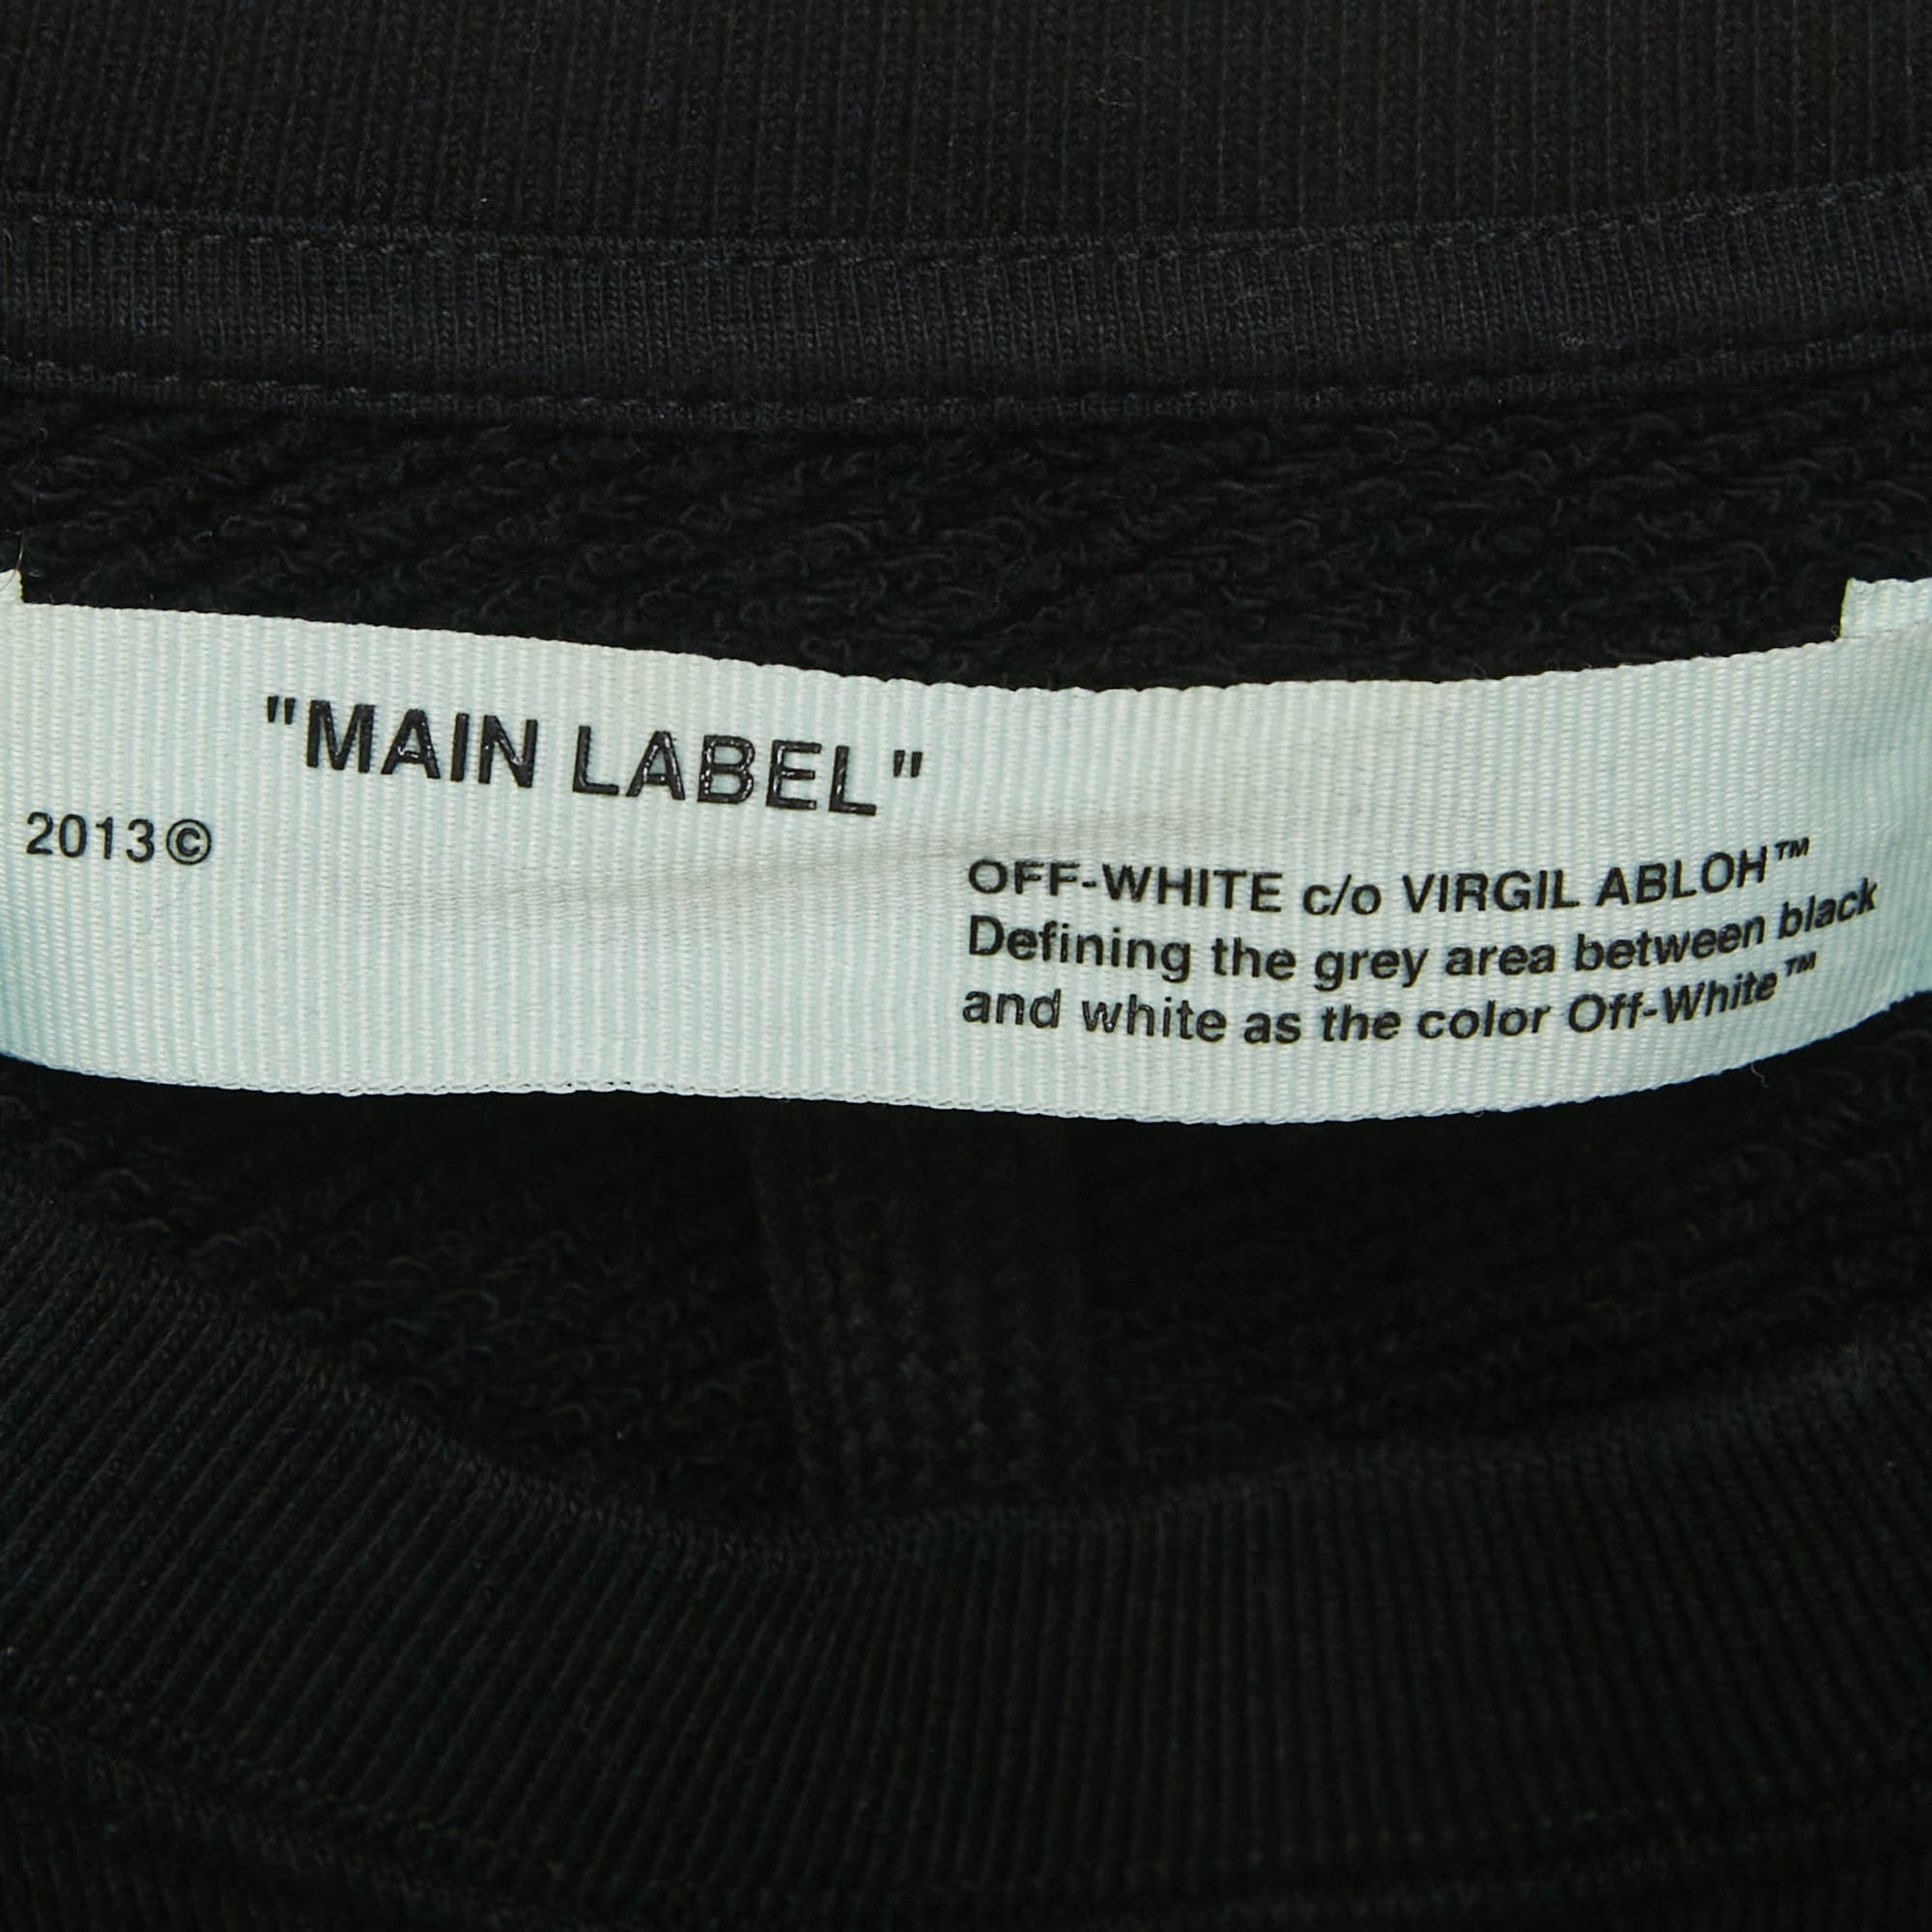 "MAIN LABEL"
2013©
OFF-WHITE c/o VIRGIL ABLOH™
Defining the grey area between black
and white as the color Off-White™